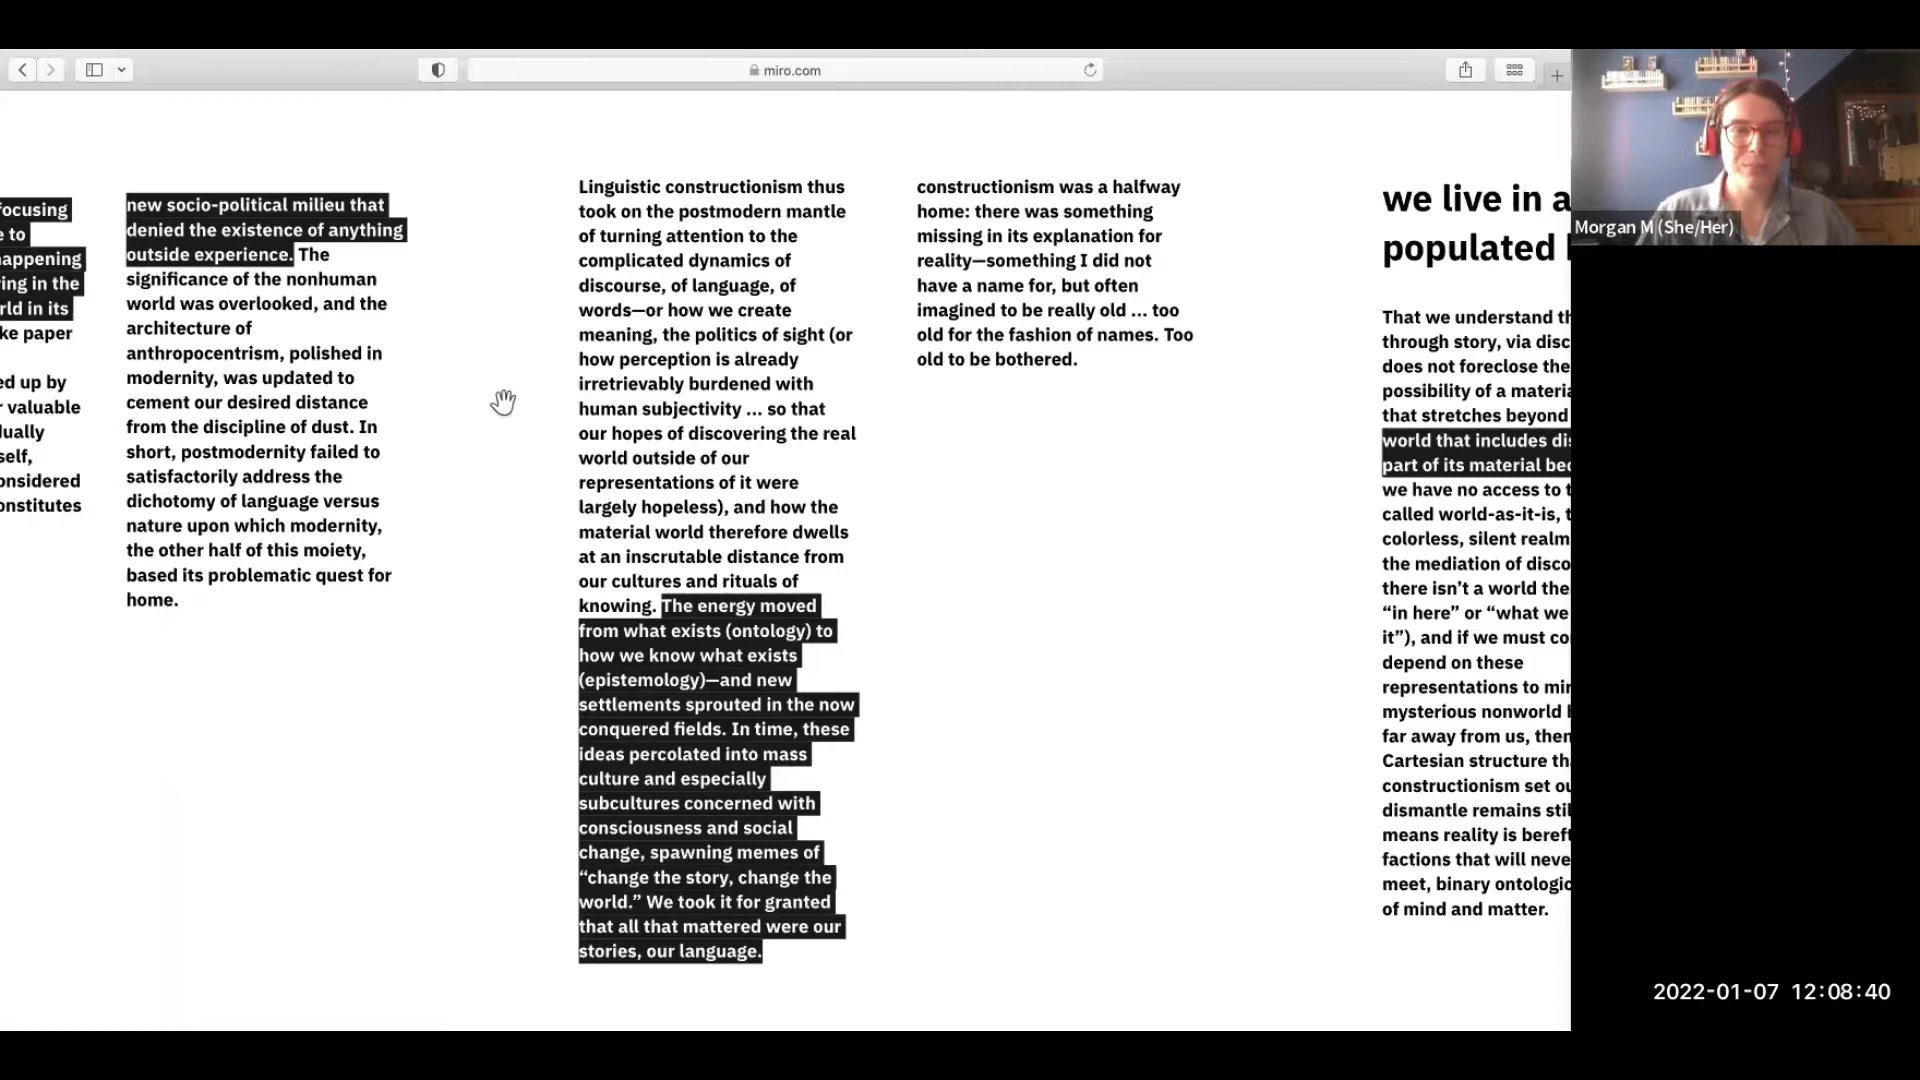 miro.com
focusing
e to
happening
ing in the
rld in its
ke paper
ed up by
r valuable
dually
self,
onsidered
onstitutes
new socio-political milieu that
denied the existence of anything
outside experience. The
significance of the nonhuman
world was overlooked, and the
architecture of
anthropocentrism, polished in
modernity, was updated to
cement our desired distance
from the discipline of dust. In
short, postmodernity failed to
satisfactorily address the
dichotomy of language versus
nature upon which modernity,
the other half of this moiety,
based its problematic quest for
home.
Linguistic constructionism thus
took on the postmodern mantle
of turning attention to the
complicated dynamics of
discourse, of language, of
words—or how we create
meaning, the politics of sight (or
how perception is already
irretrievably burdened with
human subjectivity ... so that
our hopes of discovering the real
world outside of our
representations of it were
largely hopeless), and how the
material world therefore dwells
at an inscrutable distance from
our cultures and rituals of
knowing. The energy moved
from what exists (ontology) to
how we know what exists
(epistemology)—and new
settlements sprouted in the now
conquered fields. In time, these
ideas percolated into mass
culture and especially
subcultures concerned with
consciousness and social
change, spawning memes of
“change the story, change the
world.” We took it for granted
that all that mattered were our
stories, our language.
constructionism was a halfway
home: there was something
missing in its explanation for
reality—something I did not
have a name for, but often
imagined to be really old ... too
old for the fashion of names. Too
old to be bothered.
we live in a
populated
That we understand th
through story, via disc
does not foreclose the
possibility of a materia
that stretches beyond
world that includes dis
part of its material bec
we have no access to t
called world-as-it-is, t
colorless, silent realm
the mediation of disco
there isn’t a world the
“in here” or “what we
it”), and if we must co
depend on these
representations to mir
mysterious nonworld
far away from us, then
Cartesian structure tha
constructionism set ou
dismantle remains stil
means reality is bereft
factions that will neve
meet, binary ontologic
of mind and matter.
Morgan M (She/Her)
2022-01-07 12:08:40